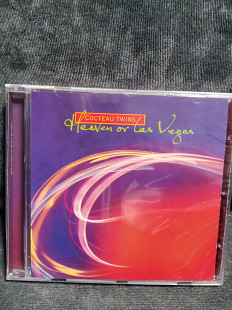 COCTEAU TWINS
Heaven or Las Vegas